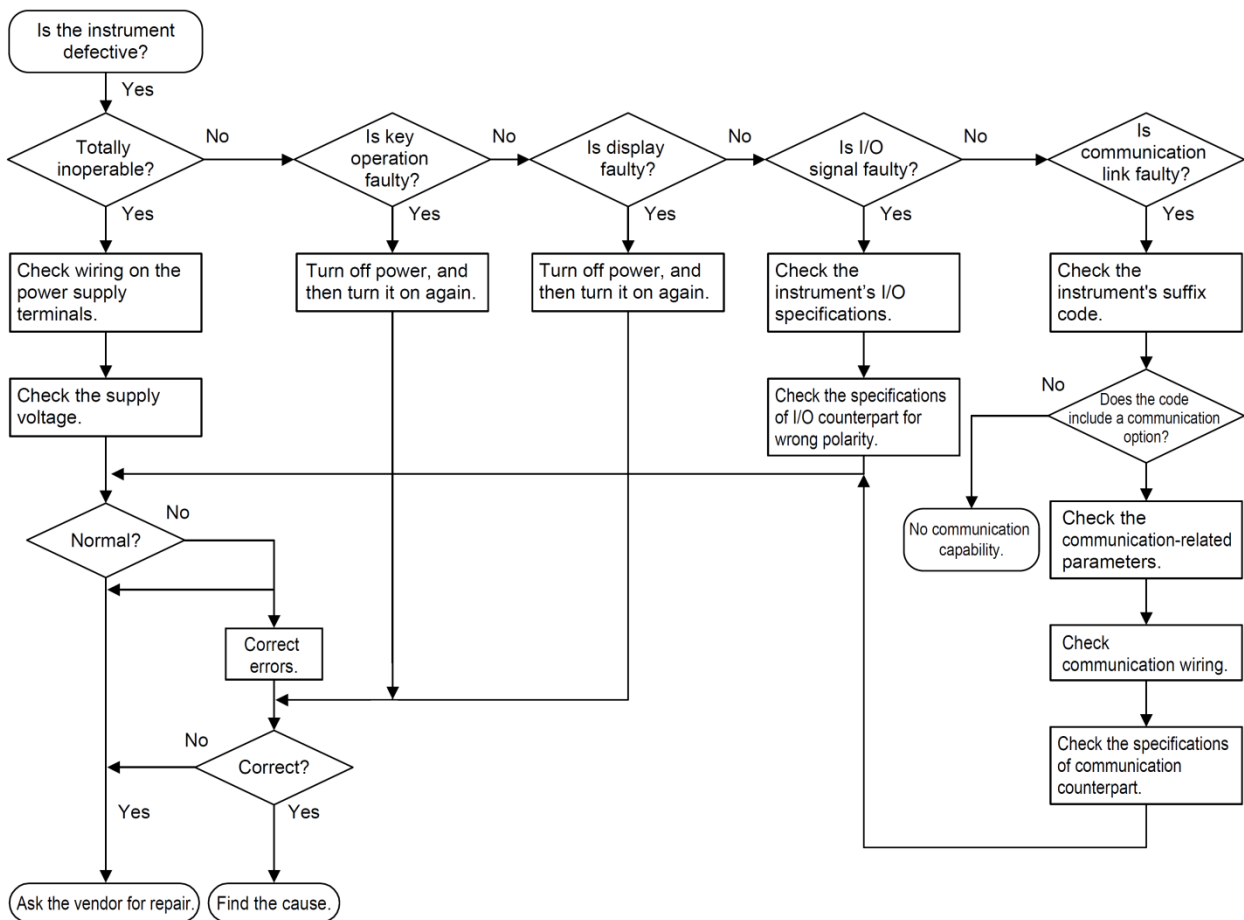 Is the instrument
defective?
Yes
Totally
inoperable?
No
Is key
operation
faulty?
No
Is display
faulty?
No
Is I/O
signal faulty?
No
Is
communication
link faulty?
Yes
Yes
Yes
Yes
Yes
Check wiring on the
power supply
terminals.
Turn off power, and
then turn it on again.
Turn off power, and
then turn it on again.
Check the
instrument’s I/O
specifications.
Check the
instrument's suffix
code.
Check the supply
voltage.
Check the specifications
of I/O counterpart for
wrong polarity.
No
Does the code
include a communication
option?
Normal?
No
No communication
capability.
Yes
Check the
communication-related
parameters.
Correct
errors.
Check
communication wiring.
No
Correct?
Check the specifications
of communication
counterpart.
Yes
Yes
Ask the vendor for repair.
Find the cause.